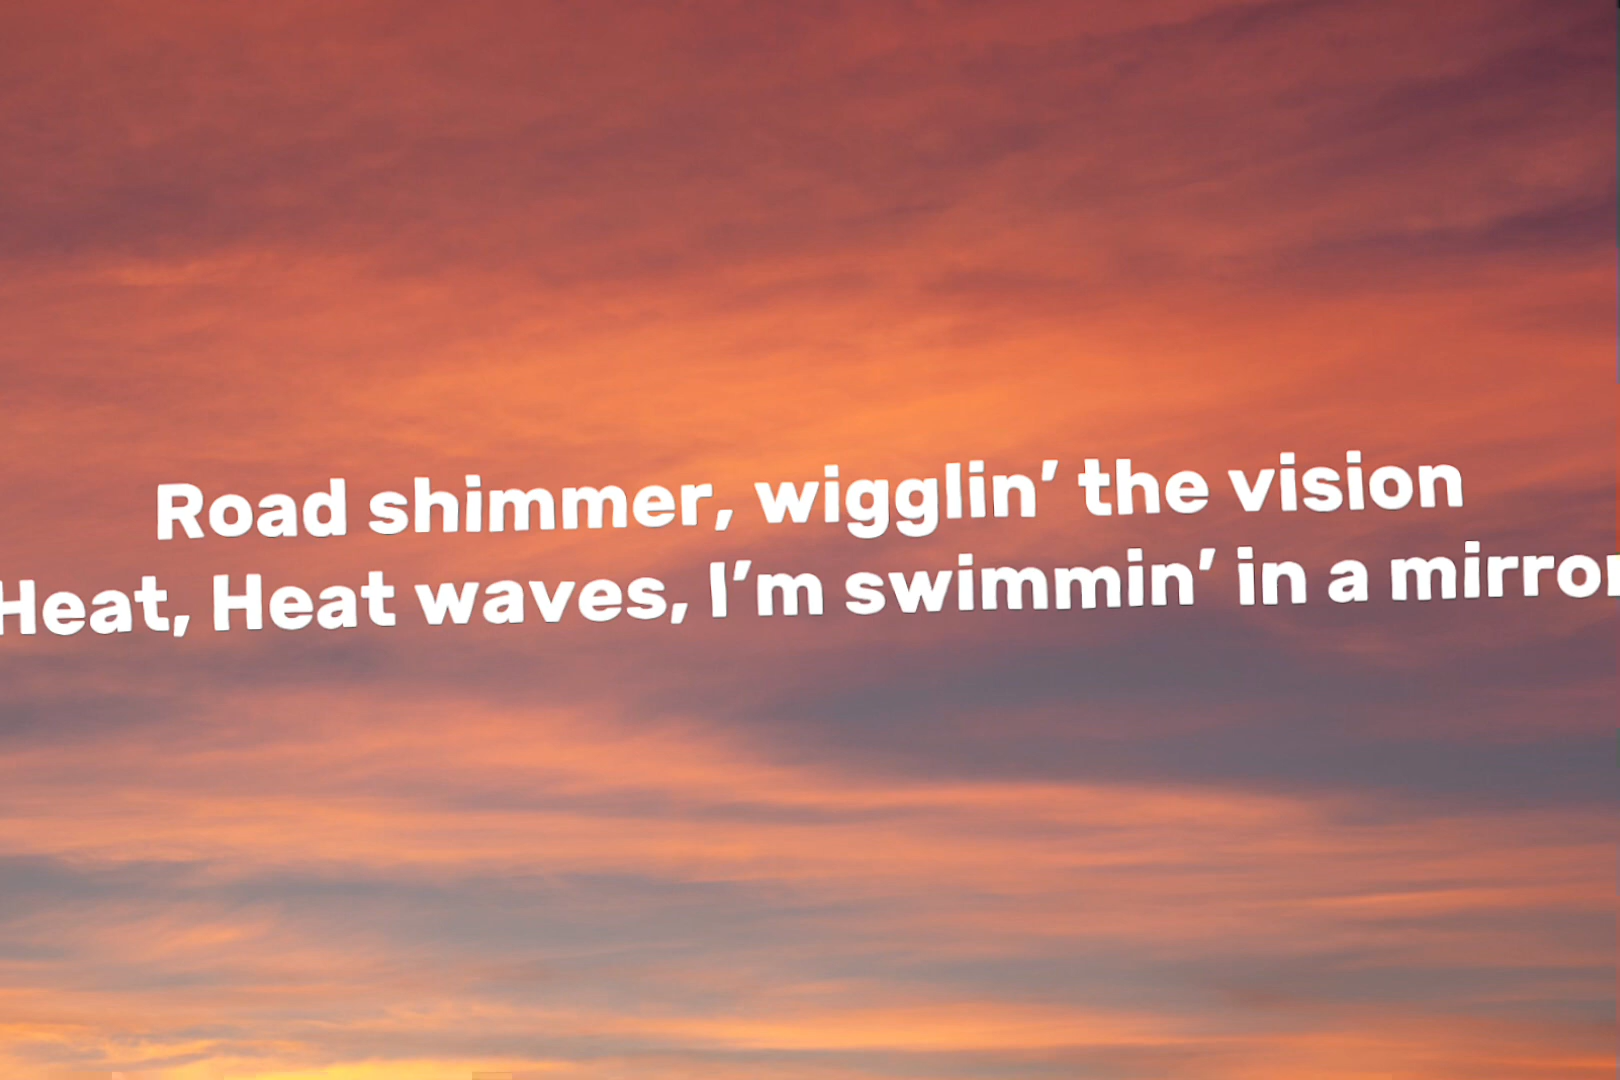 Road shimmer, wigglin’ the vision
Heat, Heat waves, I’m swimmin’ in a mirror